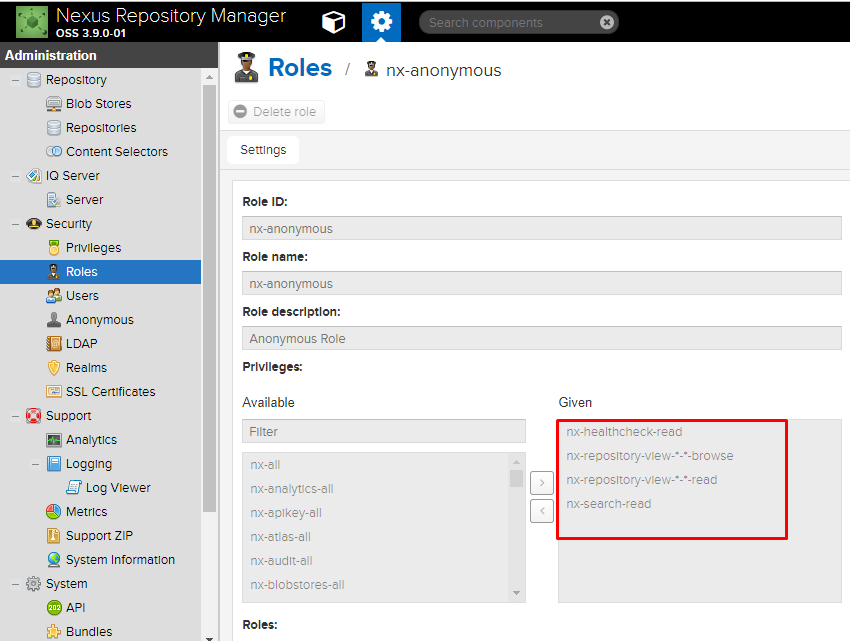 Nexus Repository Manager
OSS 3.9.0-01
Search components
Administration
Repository
Blob Stores
Repositories
Content Selectors
IQ Server
Server
Security
Privileges
Roles
Users
Anonymous
LDAP
Realms
SSL Certificates
Support
Analytics
Logging
Log Viewer
Metrics
Support ZIP
System Information
System
API
Bundles
Roles / nx-anonymous
Delete role
Settings
Role ID:
nx-anonymous
Role name:
nx-anonymous
Role description:
Anonymous Role
Privileges:
Available
Filter
nx-all
nx-analytics-all
nx-apikey-all
nx-atlas-all
nx-audit-all
nx-blobstores-all
Given
nx-healthcheck-read
nx-repository-view-*-*-browse
nx-repository-view-*-*-read
nx-search-read
Roles: